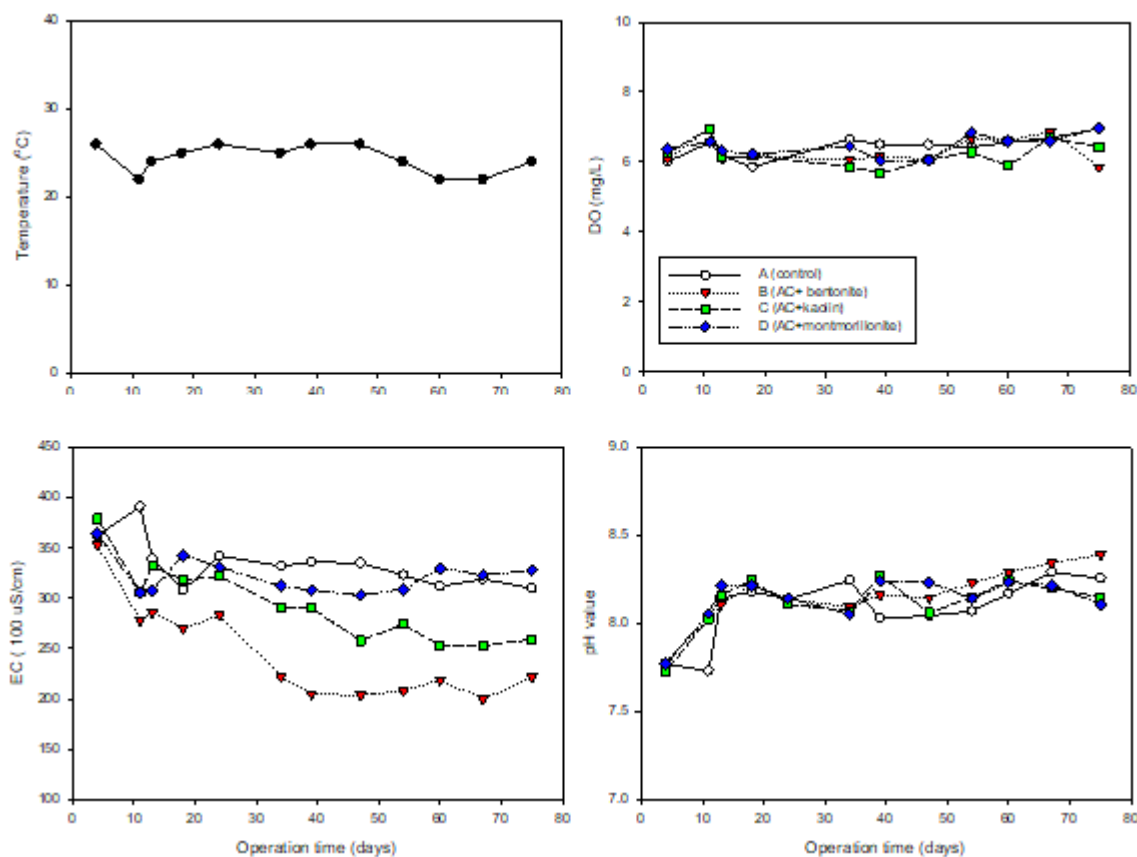 40
30
20
10
0
Temperature (°C)
0 10 20 30 40 50 60 70 80
10
8
6
4
2
0
DO (mg/L)
A (control)
B (AC+ bentonite)
C (AC+kaolin)
D (AC+montmorillonite)
0 10 20 30 40 50 60 70 80
450
400
350
300
250
200
150
100
EC ( 100 uS/cm)
0 10 20 30 40 50 60 70 80
Operation time (days)
9.0
8.5
8.0
7.5
7.0
pH value
0 10 20 30 40 50 60 70 80
Operation time (days)